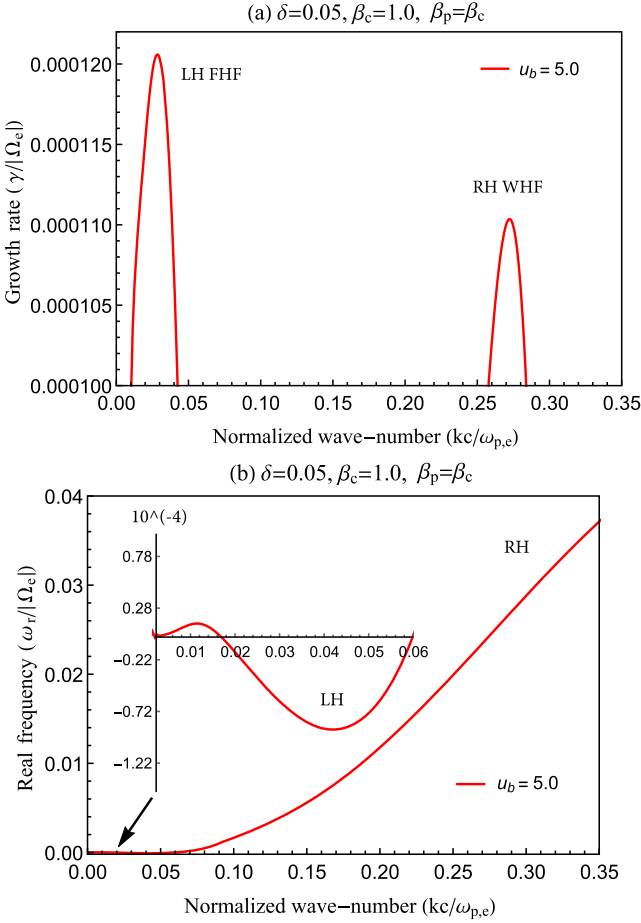 (a) δ=0.05, βc=1.0, βp=βc
0.000120
0.000115
0.000110
0.000105
0.000100
Growth rate ( γ/|Ωe|)
LH FHF
u_b = 5.0
RH WHF
0.00 0.05 0.10 0.15 0.20 0.25 0.30 0.35
Normalized wave−number (kc/ωp,e)
(b) δ=0.05, βc=1.0, βp=βc
0.04
0.03
0.02
0.01
0.00
Real frequency ( ωr/|Ωe|)
10^(-4)
0.78
0.28
−0.22
−0.72
−1.22
0.01 0.02 0.03 0.04 0.05 0.06
LH
RH
u_b = 5.0
0.00 0.05 0.10 0.15 0.20 0.25 0.30 0.35
Normalized wave−number (kc/ωp,e)